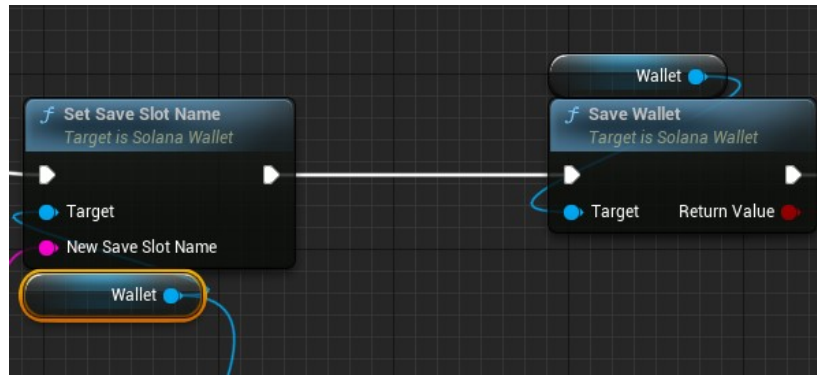 Wallet
f Set Save Slot Name
Target is Solana Wallet
f Save Wallet
Target is Solana Wallet
Target
New Save Slot Name
Target
Return Value
Wallet